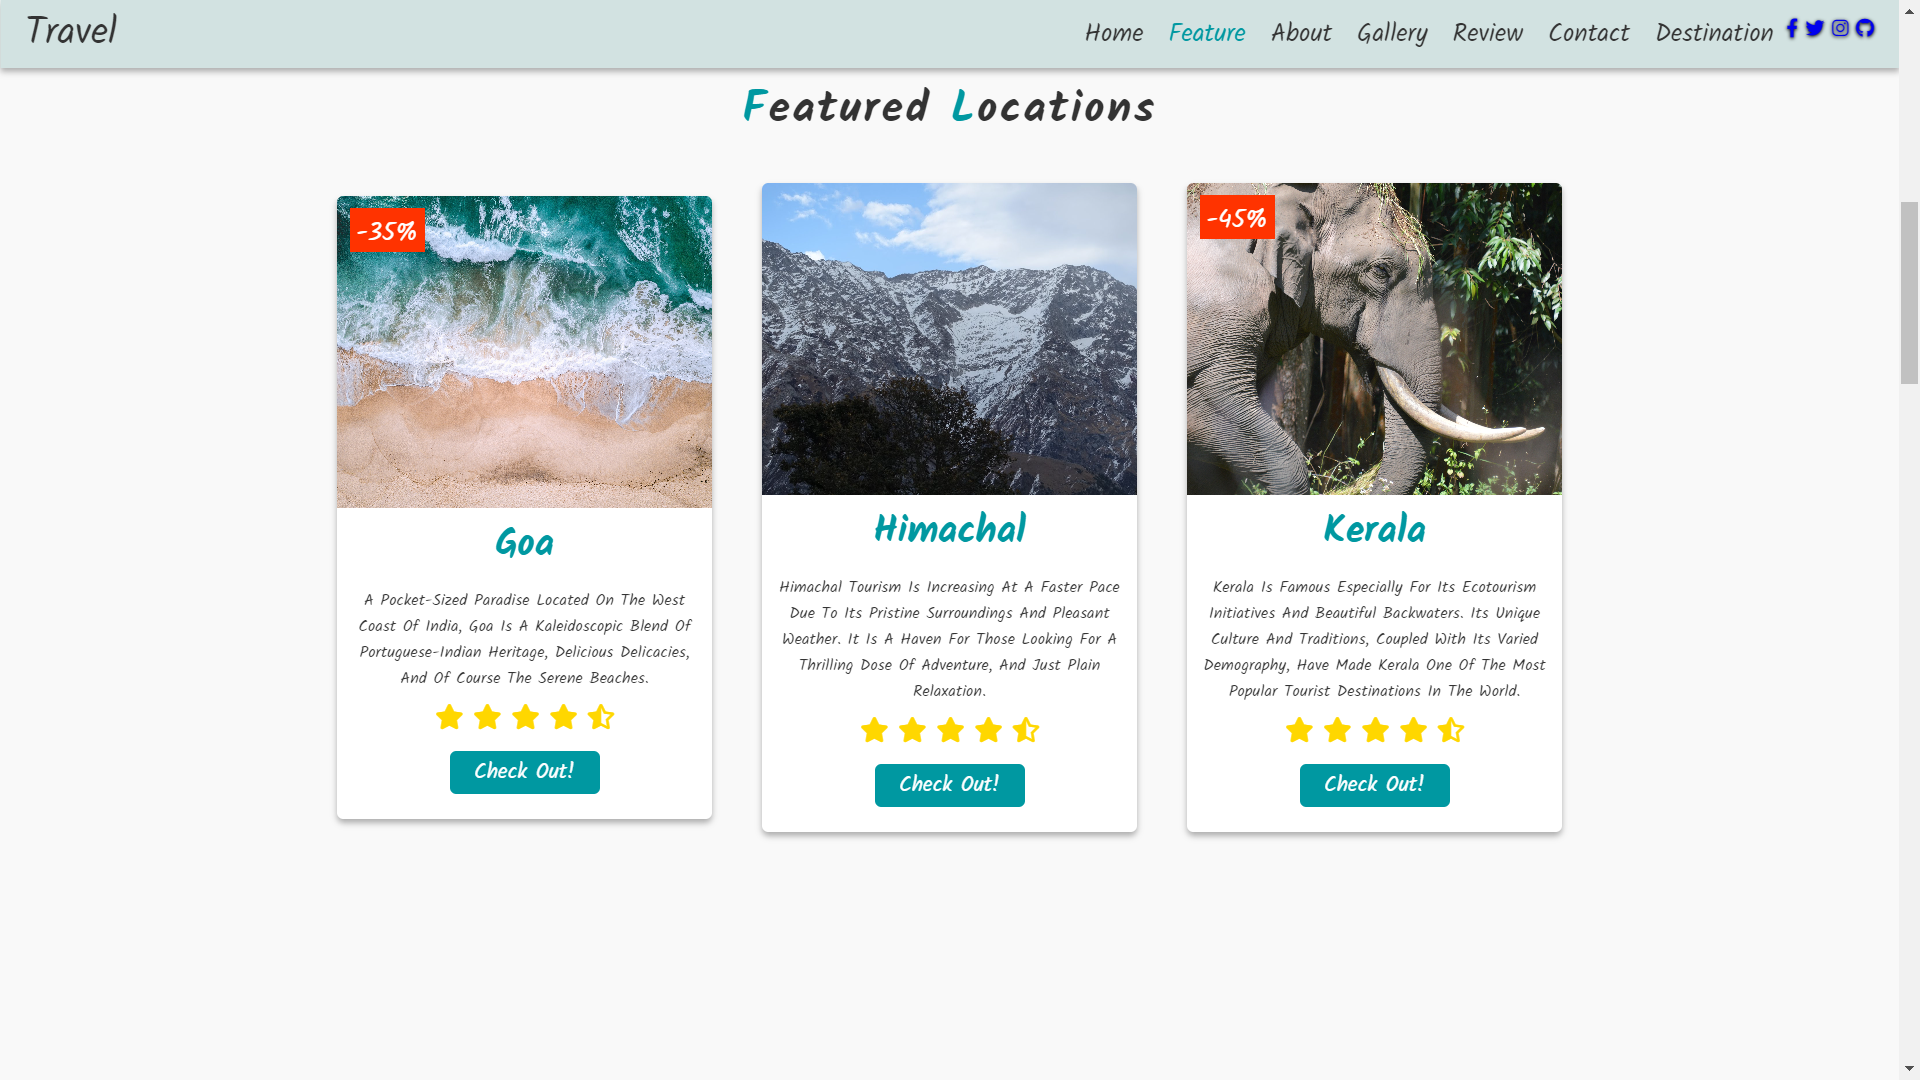 Travel
Home Feature About Gallery Review Contact Destination
Featured Locations
-35%
Goa
A Pocket-Sized Paradise Located On The West
Coast Of India, Goa Is A Kaleidoscopic Blend Of
Portuguese-Indian Heritage, Delicious Delicacies,
And Of Course The Serene Beaches.
Check Out!
Himachal
Himachal Tourism Is Increasing At A Faster Pace
Due To Its Pristine Surroundings And Pleasant
Weather. It Is A Haven For Those Looking For A
Thrilling Dose Of Adventure, And Just Plain
Relaxation.
Check Out!
-45%
Kerala
Kerala Is Famous Especially For Its Ecotourism
Initiatives And Beautiful Backwaters. Its Unique
Culture And Traditions, Coupled With Its Varied
Demography, Have Made Kerala One Of The Most
Popular Tourist Destinations In The World.
Check Out!